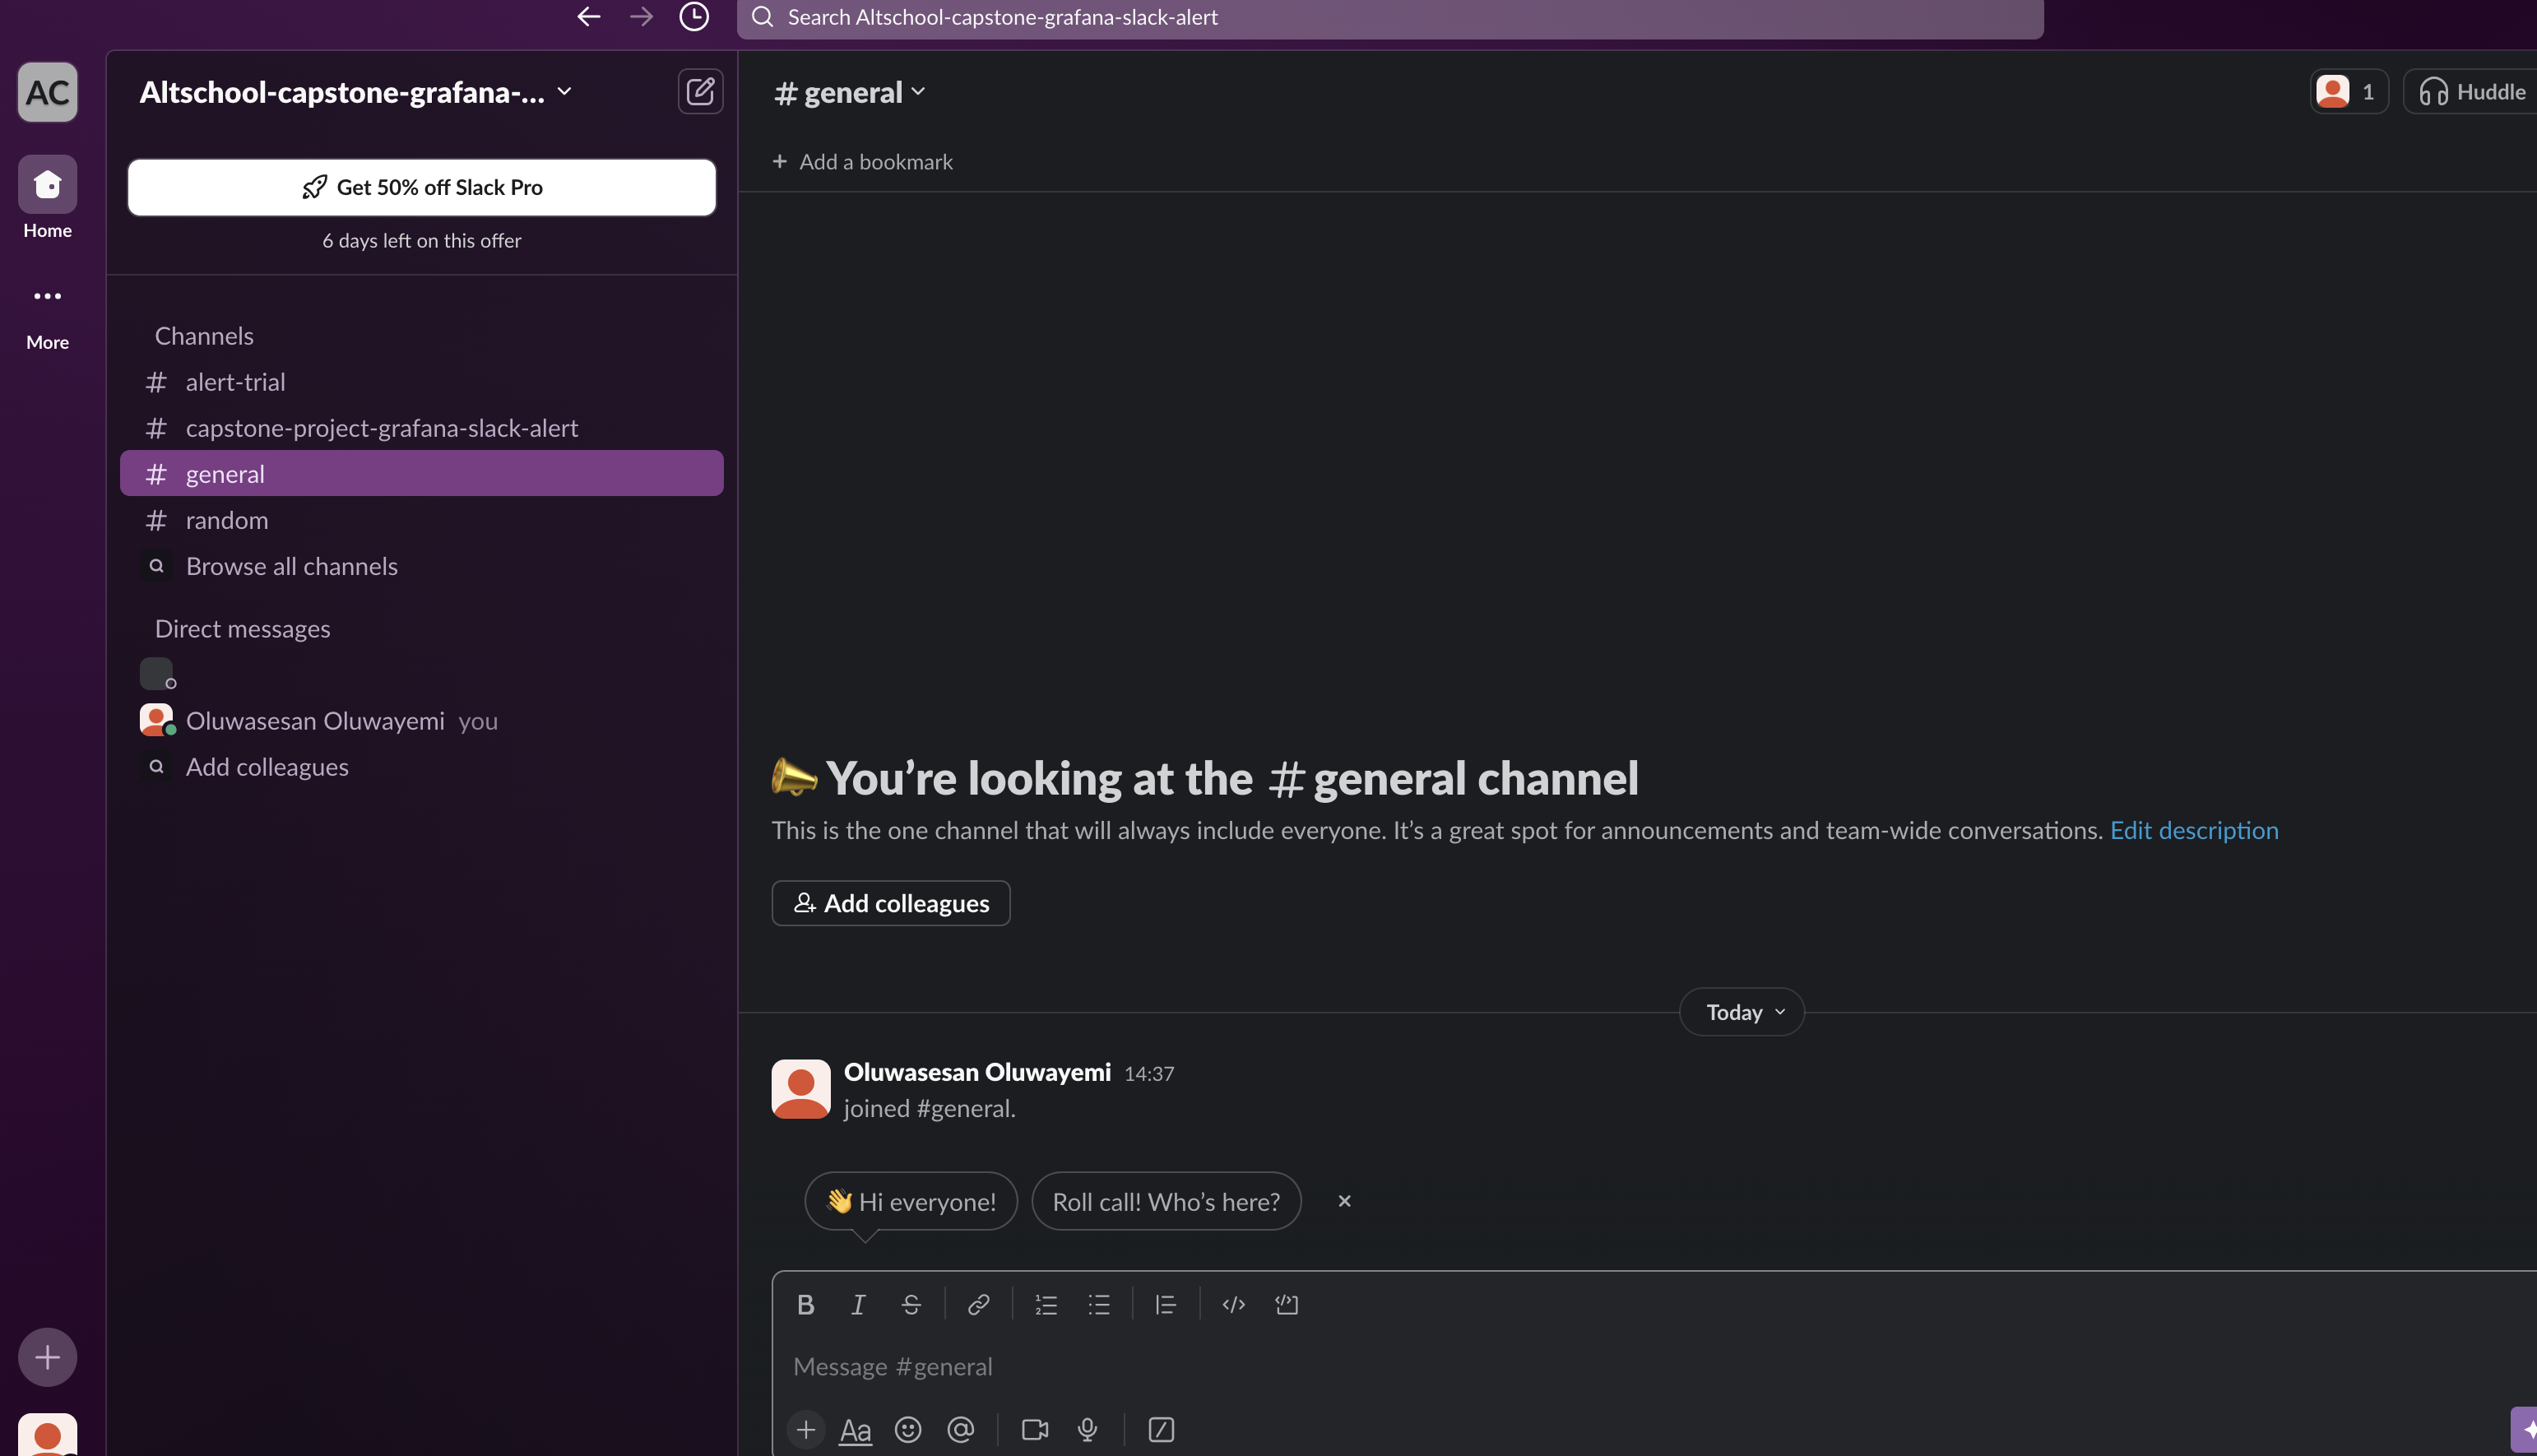 Search Altschool-capstone-grafana-slack-alert
AC
Altschool-capstone-grafana-...
Home
More
Get 50% off Slack Pro
6 days left on this offer
Channels
# alert-trial
# capstone-project-grafana-slack-alert
# general
# random
Browse all channels
Direct messages
Oluwasesan Oluwayemi you
Add colleagues
# general
1
Huddle
+ Add a bookmark
You’re looking at the # general channel
This is the one channel that will always include everyone. It’s a great spot for announcements and team-wide conversations. Edit description
Add colleagues
Today
Oluwasesan Oluwayemi 14:37
joined #general.
👋 Hi everyone!
Roll call! Who’s here?
B I S
Message #general
Aa